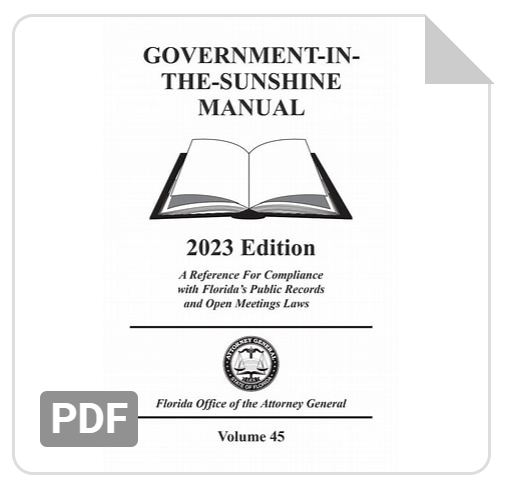 GOVERNMENT-IN-
THE-SUNSHINE
MANUAL
2023 Edition
A Reference For Compliance
with Florida's Public Records
and Open Meetings Laws
ATTORNEY GENERAL
STATE OF FLORIDA
Florida Office of the Attorney General
PDF
Volume 45